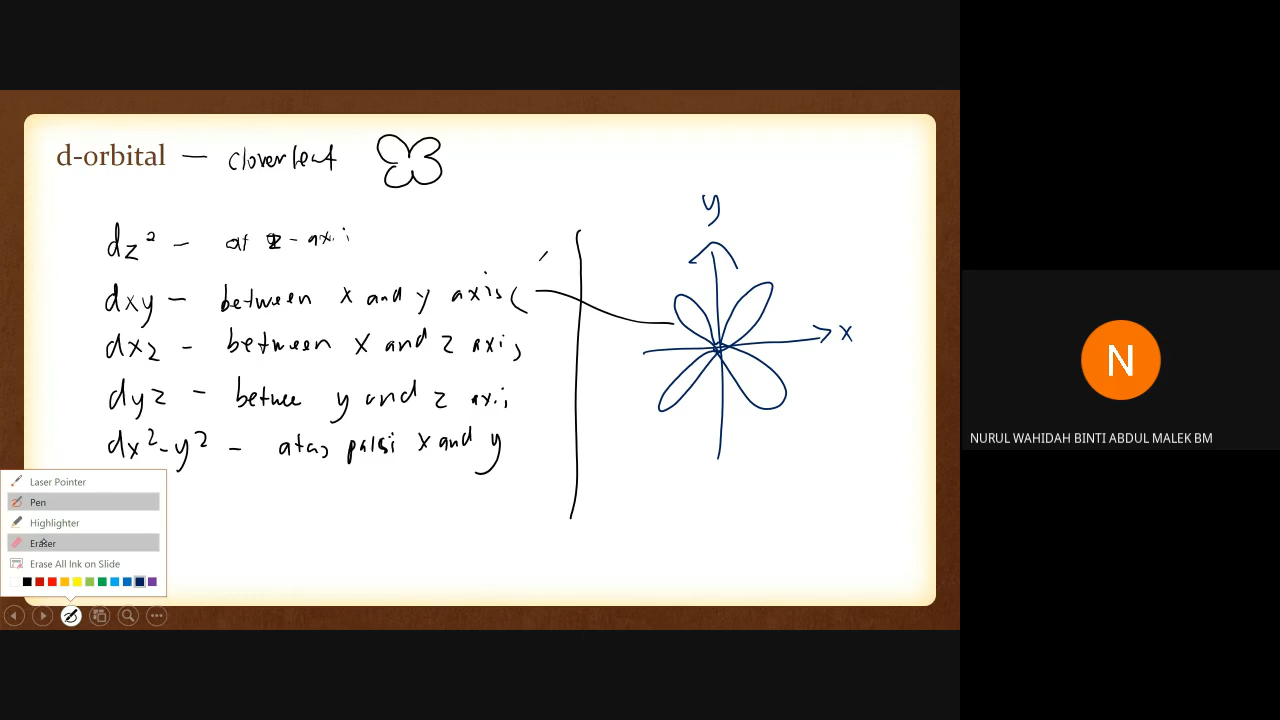 d-orbital — cloverleaf
dz² - at z-axis
dxy - between x and y axis
dxz - between x and z axis
dyz - between y and z axis
dx²-y² - atas paksi x and y
y
x
Laser Pointer
Pen
Highlighter
Eraser
Erase All Ink on Slide
N
NURUL WAHIDAH BINTI ABDUL MALEK BM